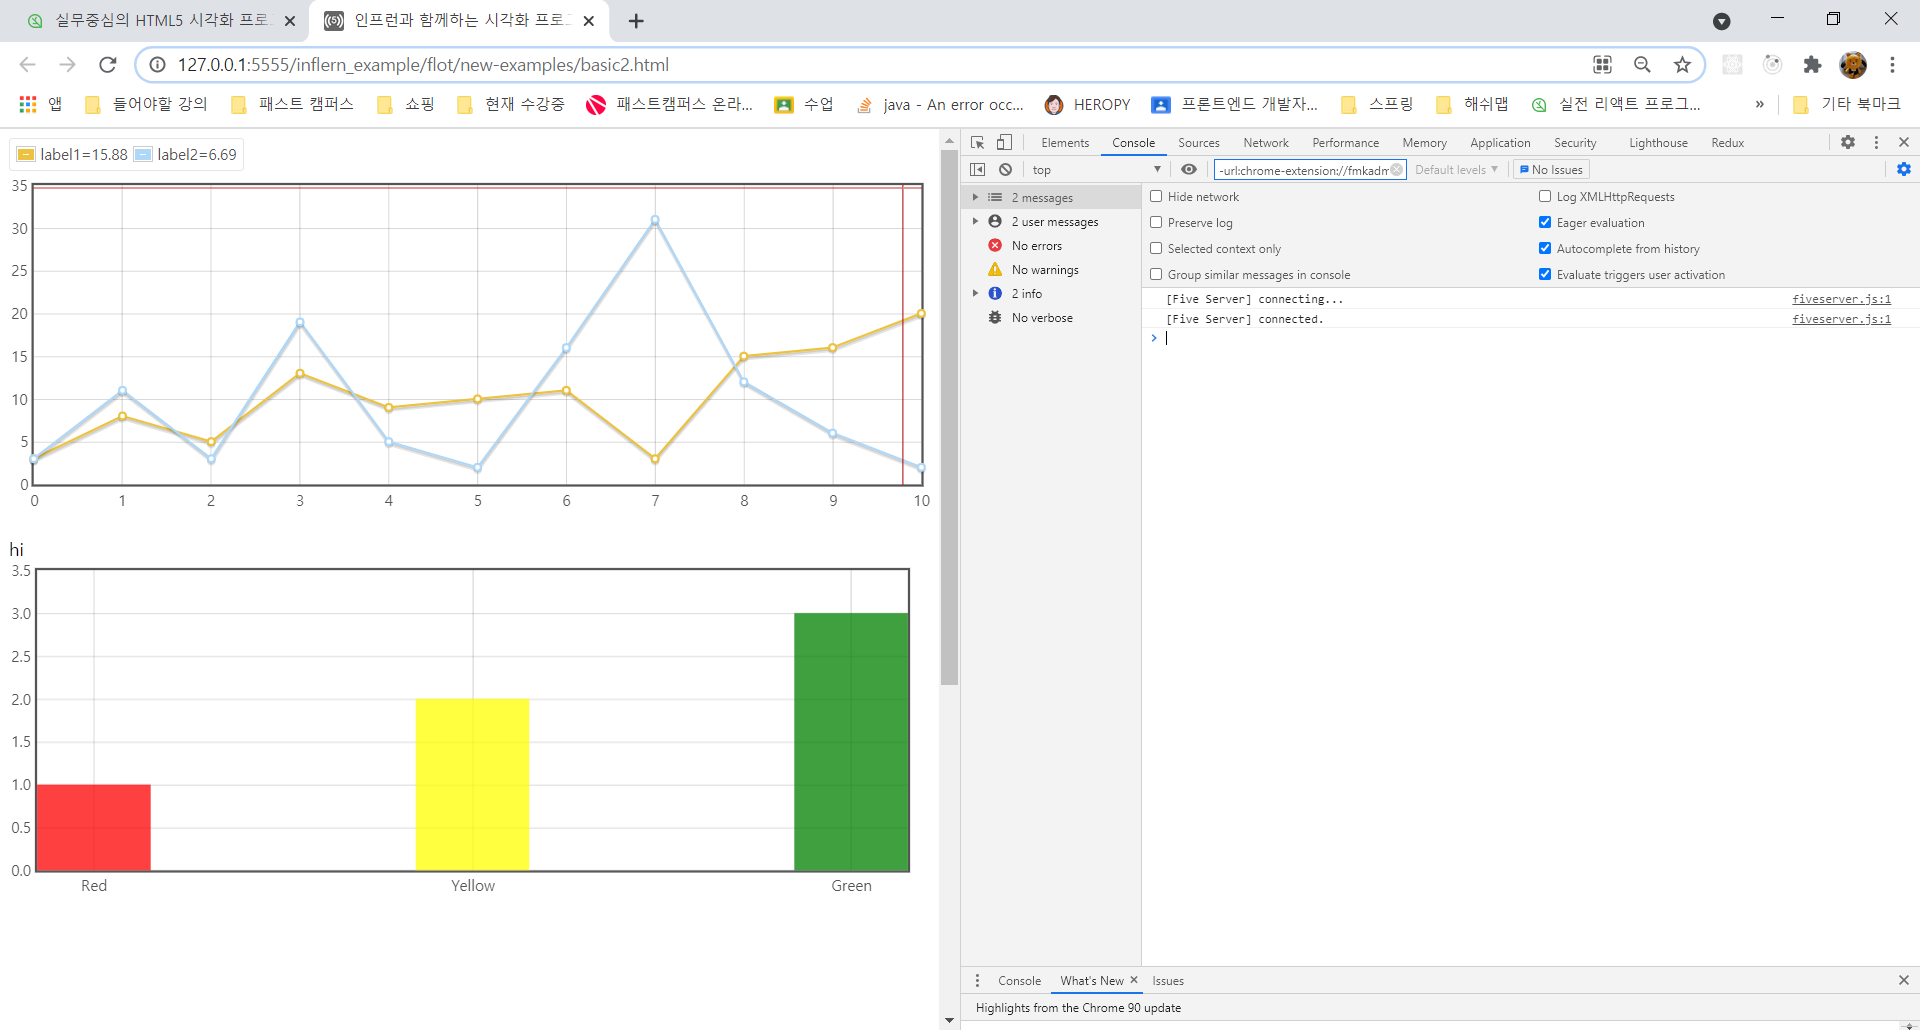 실무중심의 HTML5 시각화 프로
인프런과 함께하는 시각화 프로
127.0.0.1:5555/inflern_example/flot/new-examples/basic2.html
앱 들어야할 강의 패스트 캠퍼스 쇼핑 현재 수강중 패스트캠퍼스 온라... 수업 java - An error occ... HEROPY 프론트엔드 개발자... 스프링 해쉬맵 실전 리액트 프로그... » 기타 북마크
label1=15.88 label2=6.69
35
30
25
20
15
10
5
0
0 1 2 3 4 5 6 7 8 9 10
hi
3.5
3.0
2.5
2.0
1.5
1.0
0.5
0.0
Red Yellow Green
Elements Console Sources Network Performance Memory Application Security Lighthouse Redux
top -url:chrome-extension://fmkadm Default levels No Issues
2 messages
2 user messages
No errors
No warnings
2 info
No verbose
Hide network Log XMLHttpRequests
Preserve log Eager evaluation
Selected context only Autocomplete from history
Group similar messages in console Evaluate triggers user activation
[Five Server] connecting... fiveserver.js:1
[Five Server] connected. fiveserver.js:1
Console What's New Issues
Highlights from the Chrome 90 update